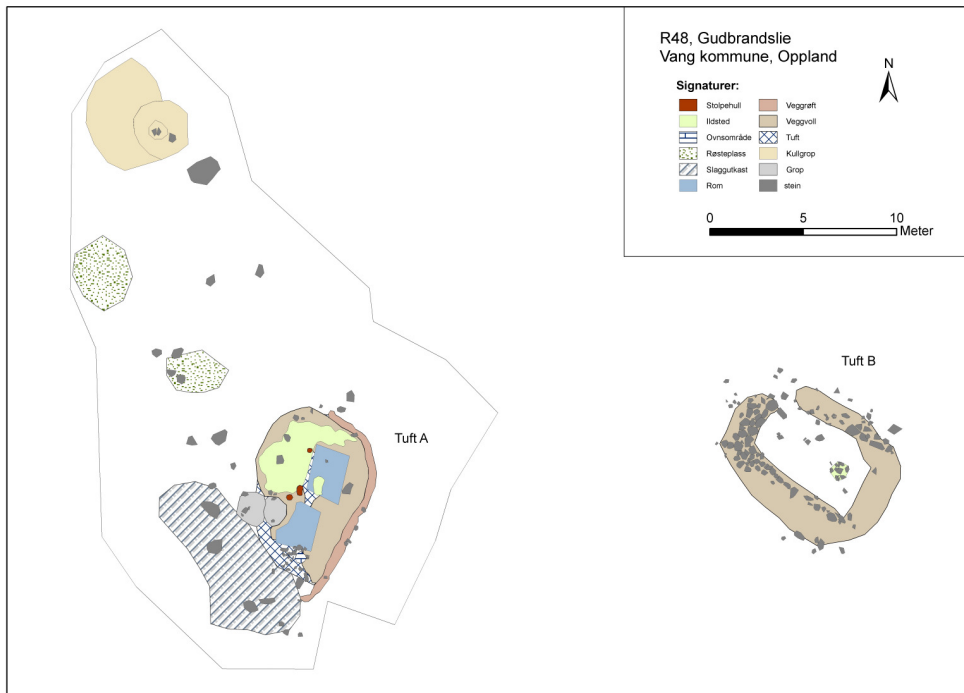 R48, Gudbrandslie
Vang kommune, Oppland
N
Signaturer:
Stolpehull
Veggrøft
Ildsted
Veggvoll
Ovnsområde
Tuft
Røsteplass
Kullgrop
Slaggutkast
Grop
Rom
stein
0 5 10
Meter
Tuft B
Tuft A